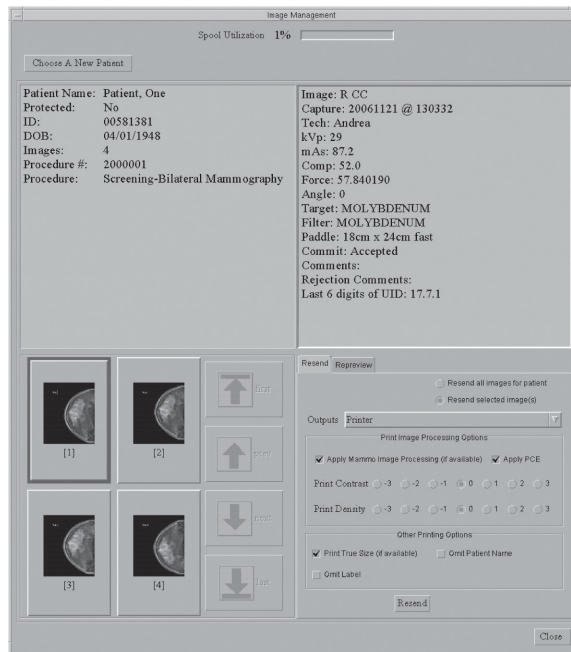 Image Management
Spool Utilization 1%
Choose A New Patient
Patient Name: Patient, One
Protected: No
ID: 00581381
DOB: 04/01/1948
Images: 4
Procedure #: 2000001
Procedure: Screening-Bilateral Mammography
Image: R CC
Capture: 20061121 @ 130332
Tech: Andrea
kVp: 29
mAs: 87.2
Comp: 52.0
Force: 57.840190
Angle: 0
Target: MOLYBDENUM
Filter: MOLYBDENUM
Paddle: 18cm x 24cm fast
Commit: Accepted
Comments:
Rejection Comments:
Last 6 digits of UID: 17.7.1
[1]
[2]
first
prev
[3]
[4]
next
last
Resend Repreview
Resend all images for patient
Resend selected image(s)
Outputs Printer
Print Image Processing Options
Apply Mammo Image Processing (if available) Apply PCE
Print Contrast -3 -2 -1 0 1 2 3
Print Density -3 -2 -1 0 1 2 3
Other Printing Options
Print True Size (if available) Omit Patient Name
Omit Label
Resend
Close